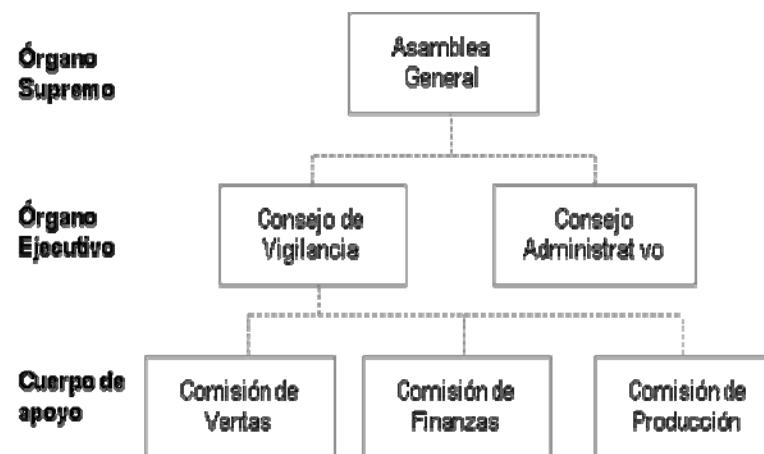 Órgano
Supremo
Asamblea
General
Órgano
Ejecutivo
Consejo de
Vigilancia
Consejo
Administrat vo
Cuerpo de
apoyo
Comisión de
Ventas
Comisión de
Finanzas
Comisión de
Producción